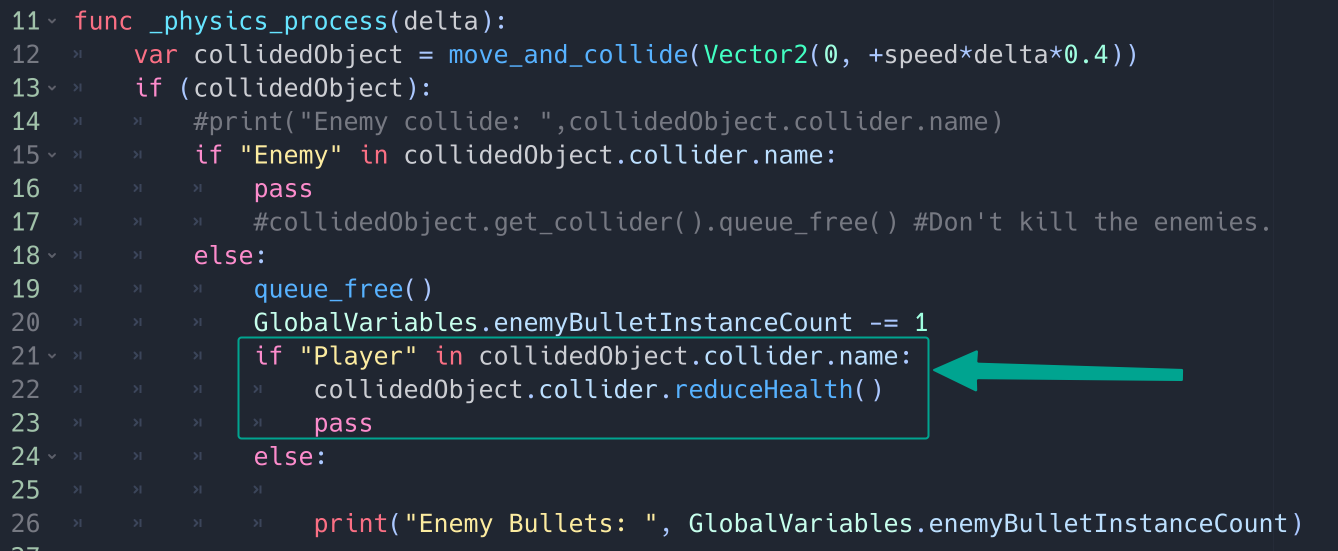 11 func _physics_process(delta):
12 var collidedObject = move_and_collide(Vector2(0, +speed*delta*0.4))
13 if (collidedObject):
14 #print("Enemy collide: ",collidedObject.collider.name)
15 if "Enemy" in collidedObject.collider.name:
16 pass
17 #collidedObject.get_collider().queue_free() #Don't kill the enemies.
18 else:
19 queue_free()
20 GlobalVariables.enemyBulletInstanceCount -= 1
21 if "Player" in collidedObject.collider.name:
22 collidedObject.collider.reduceHealth()
23 pass
24 else:
25
26 print("Enemy Bullets: ", GlobalVariables.enemyBulletInstanceCount)